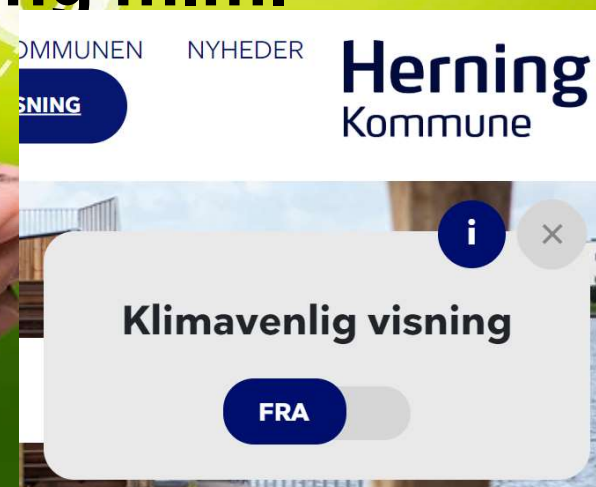 OMMUNEN NYHEDER
SNING
Herning
Kommune
i
Klimavenlig visning
FRA